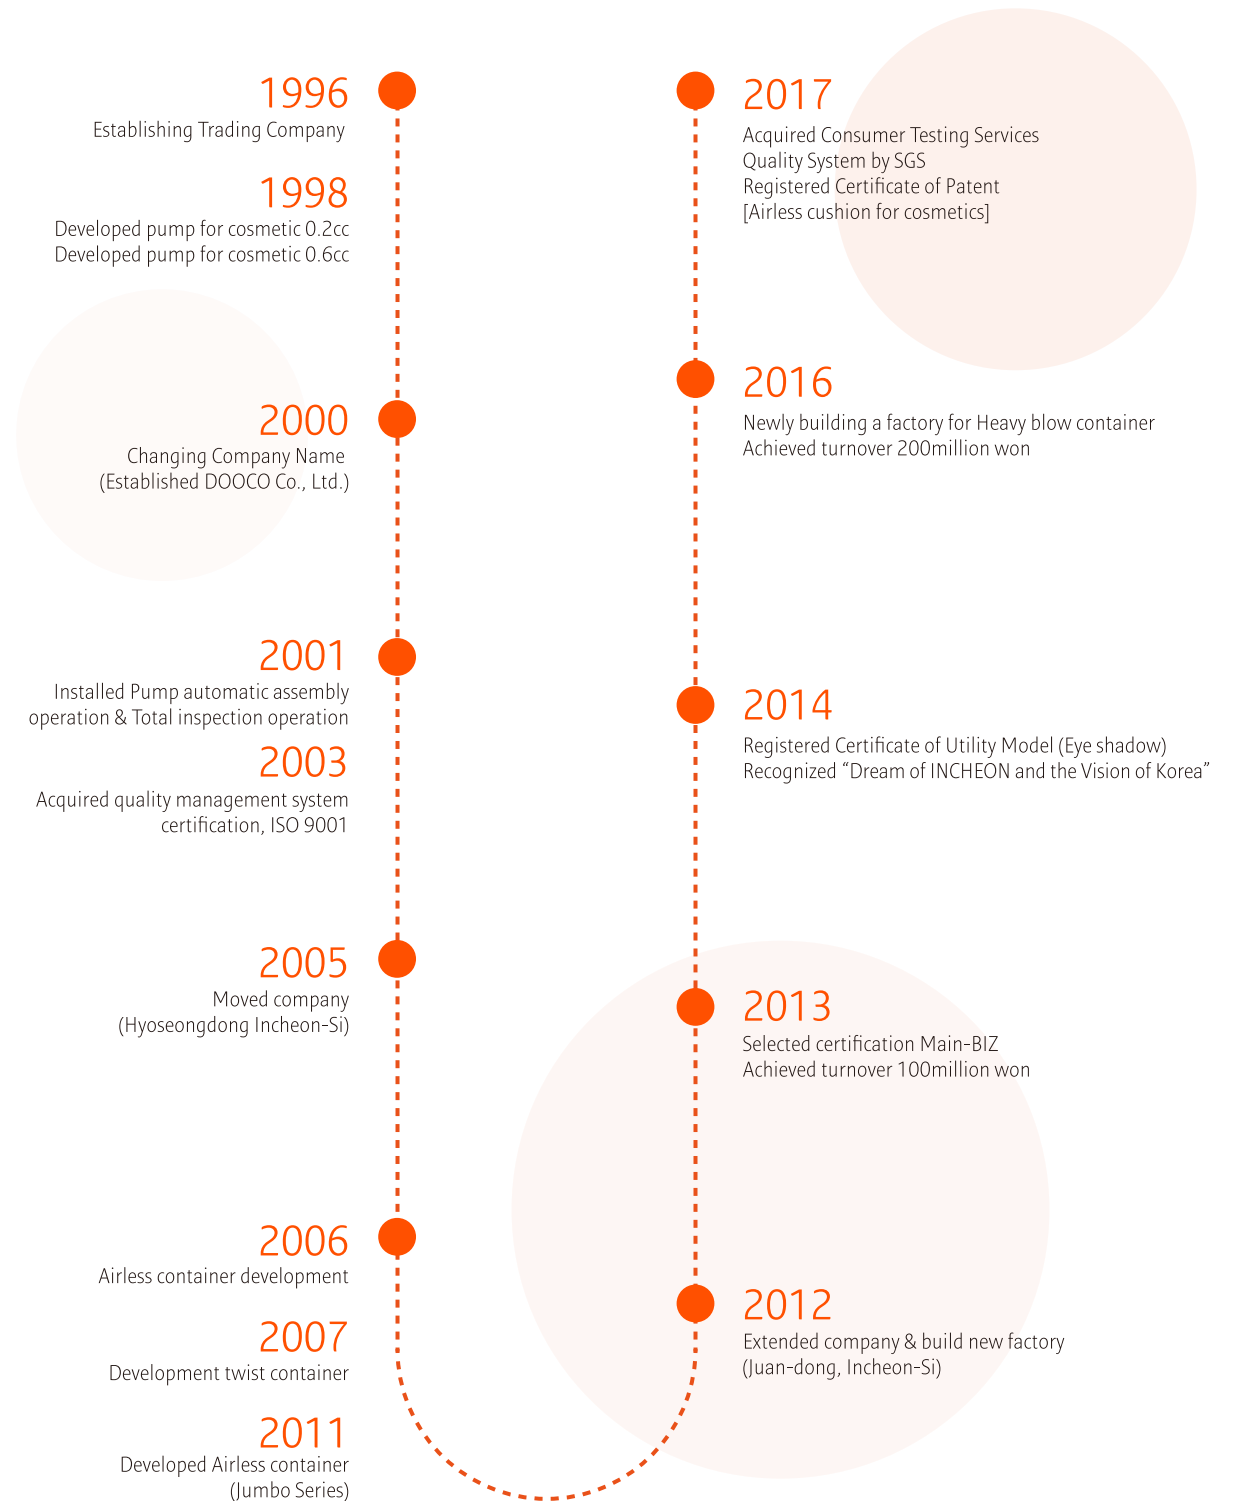 1996
Establishing Trading Company
1998
Developed pump for cosmetic 0.2cc
Developed pump for cosmetic 0.6cc
2000
Changing Company Name
(Established DOOCO Co., Ltd.)
2001
Installed Pump automatic assembly
operation & Total inspection operation
2003
Acquired quality management system
certification, ISO 9001
2005
Moved company
(Hyoseongdong Incheon-Si)
2006
Airless container development
2007
Development twist container
2011
Developed Airless container
(Jumbo Series)
2017
Acquired Consumer Testing Services
Quality System by SGS
Registered Certificate of Patent
[Airless cushion for cosmetics]
2016
Newly building a factory for Heavy blow container
Achieved turnover 200million won
2014
Registered Certificate of Utility Model (Eye shadow)
Recognized “Dream of INCHEON and the Vision of Korea”
2013
Selected certification Main-BIZ
Achieved turnover 100million won
2012
Extended company & build new factory
(Juan-dong, Incheon-Si)